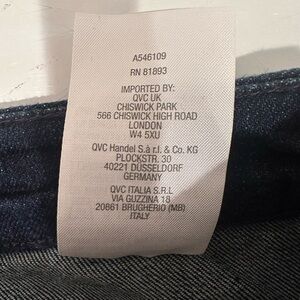 A546109
RN 81893
IMPORTED BY:
QVC UK
CHISWICK PARK
566 CHISWICK HIGH ROAD
LONDON
W4 5XU
QVC Handel S.à r.l. & Co. KG
PLOCKSTR. 30
40221 DÜSSELDORF
GERMANY
QVC ITALIA S.R.L
VIA GUZZINA 18
20861 BRUGHERIO (MB)
ITALY